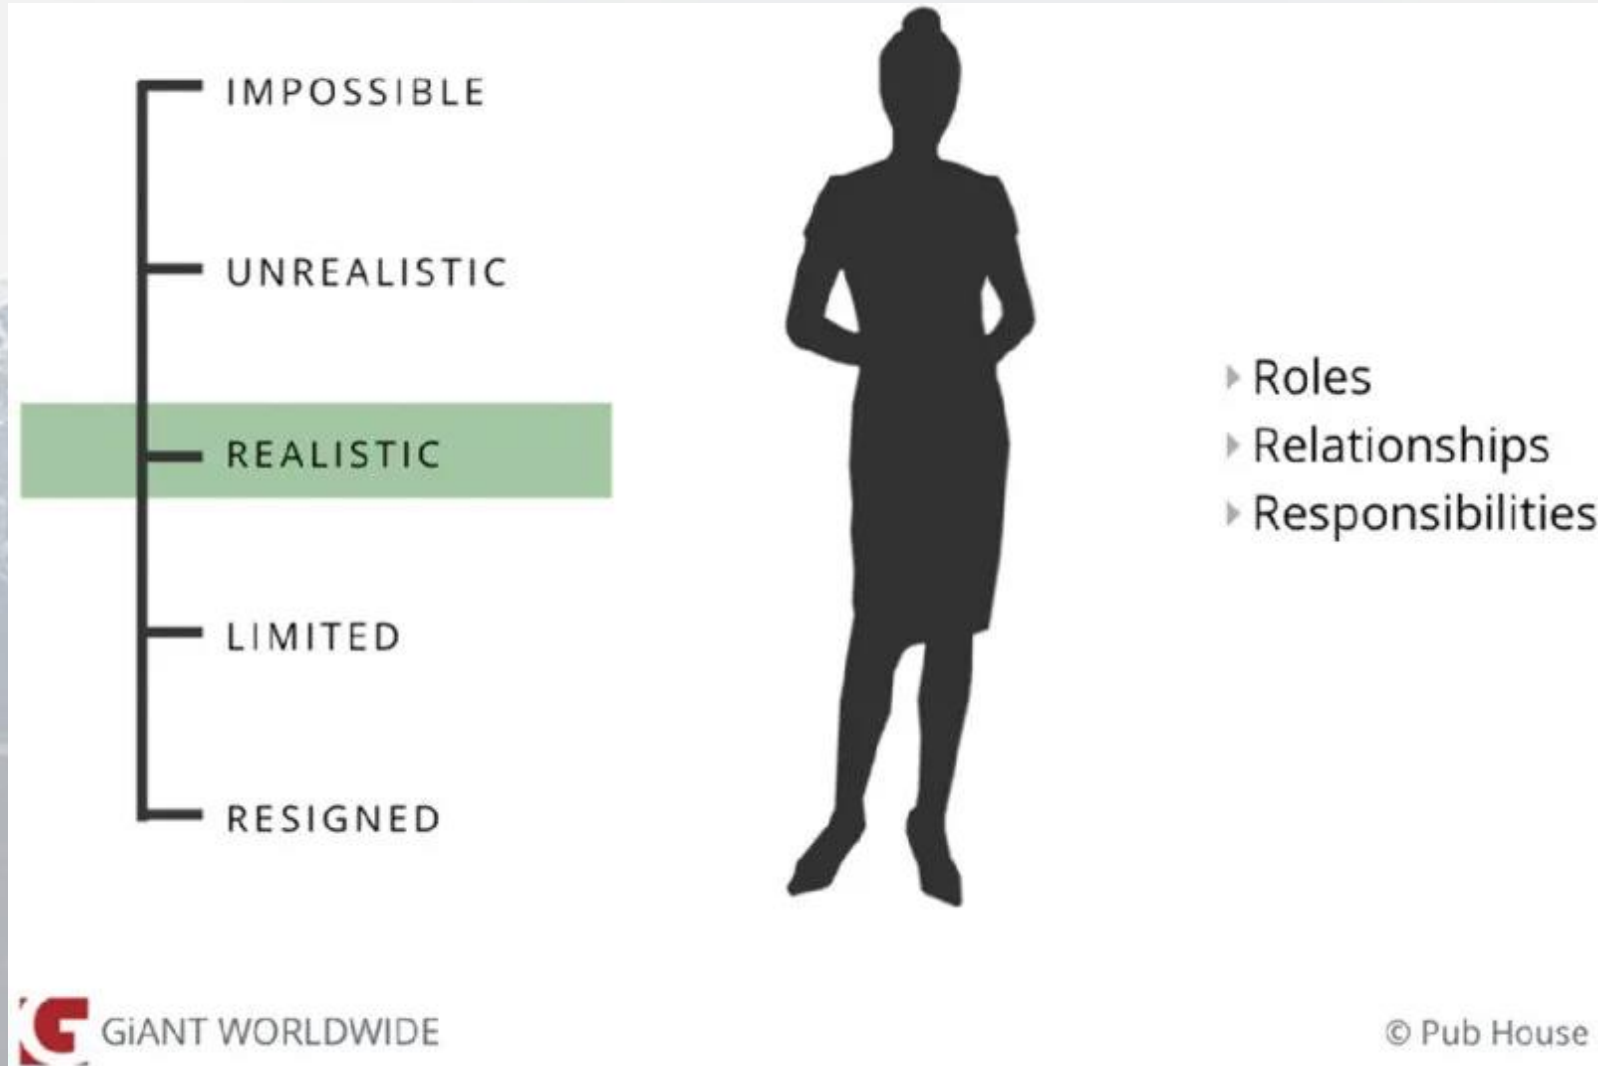 IMPOSSIBLE
UNREALISTIC
REALISTIC
LIMITED
RESIGNED
Roles
Relationships
Responsibilities
GiANT WORLDWIDE
© Pub House